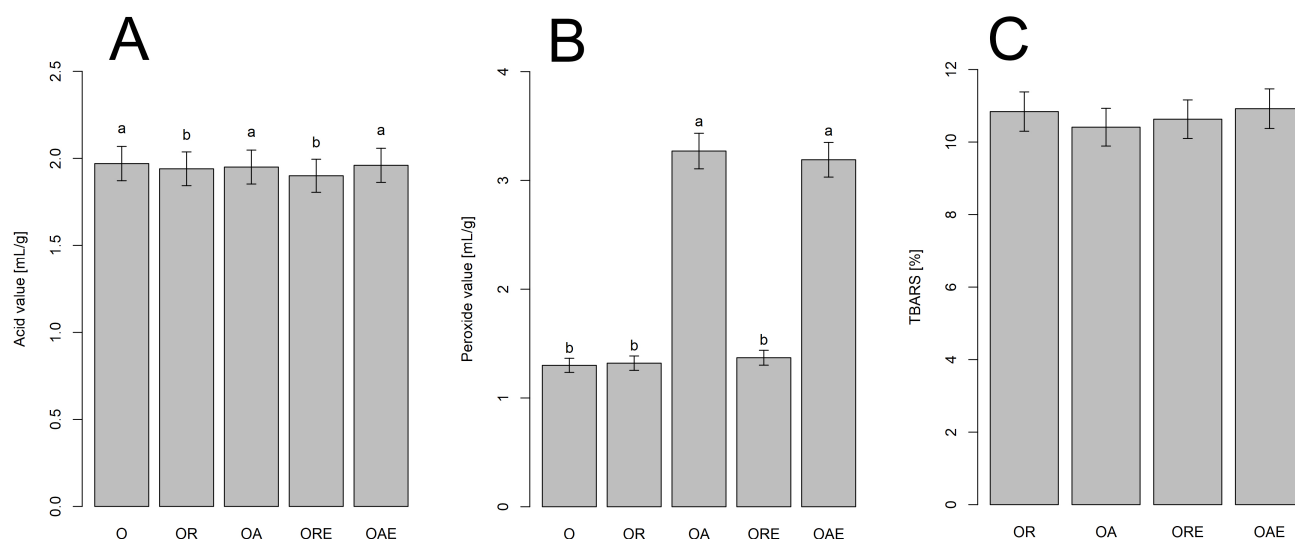 A
Acid value [mL/g]
0.0 0.5 1.0 1.5 2.0 2.5
a b a b a
O OR OA ORE OAE
B
Peroxide value [mL/g]
0 1 2 3 4
b b a b a
O OR OA ORE OAE
C
TBARS [%]
0 2 4 6 8 10 12
OR OA ORE OAE